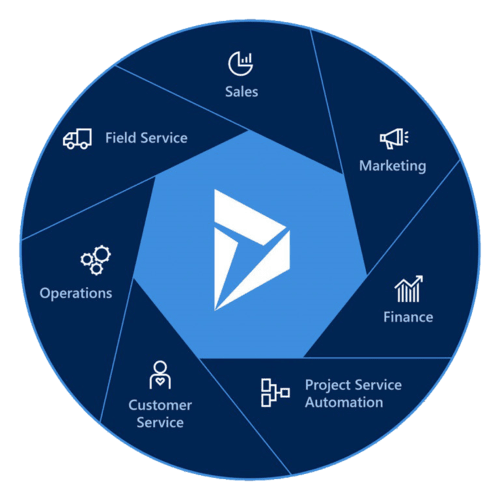 Sales
Marketing
Finance
Project Service
Automation
Customer
Service
Operations
Field Service